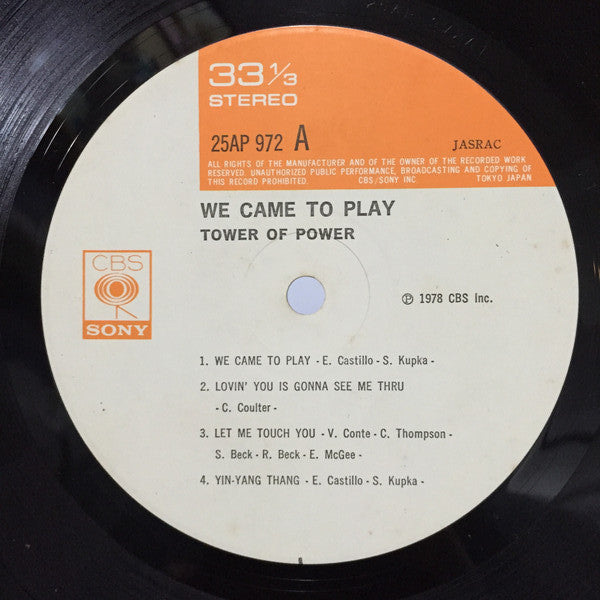 33 1/3
STEREO
25AP 972 A
JASRAC
ALL RIGHTS OF THE MANUFACTURER AND OF THE OWNER OF THE RECORDED WORK
RESERVED. UNAUTHORIZED PUBLIC PERFORMANCE, BROADCASTING AND COPYING OF
THIS RECORD PROHIBITED. CBS/SONY INC TOKYO JAPAN
WE CAME TO PLAY
TOWER OF POWER
CBS
SONY
℗ 1978 CBS Inc.
1. WE CAME TO PLAY - E. Castillo - S. Kupka -
2. LOVIN' YOU IS GONNA SEE ME THRU
- C. Coulter -
3. LET ME TOUCH YOU - V. Conte - C. Thompson -
S. Beck - R. Beck - E. McGee -
4. YIN-YANG THANG - E. Castillo - S. Kupka -